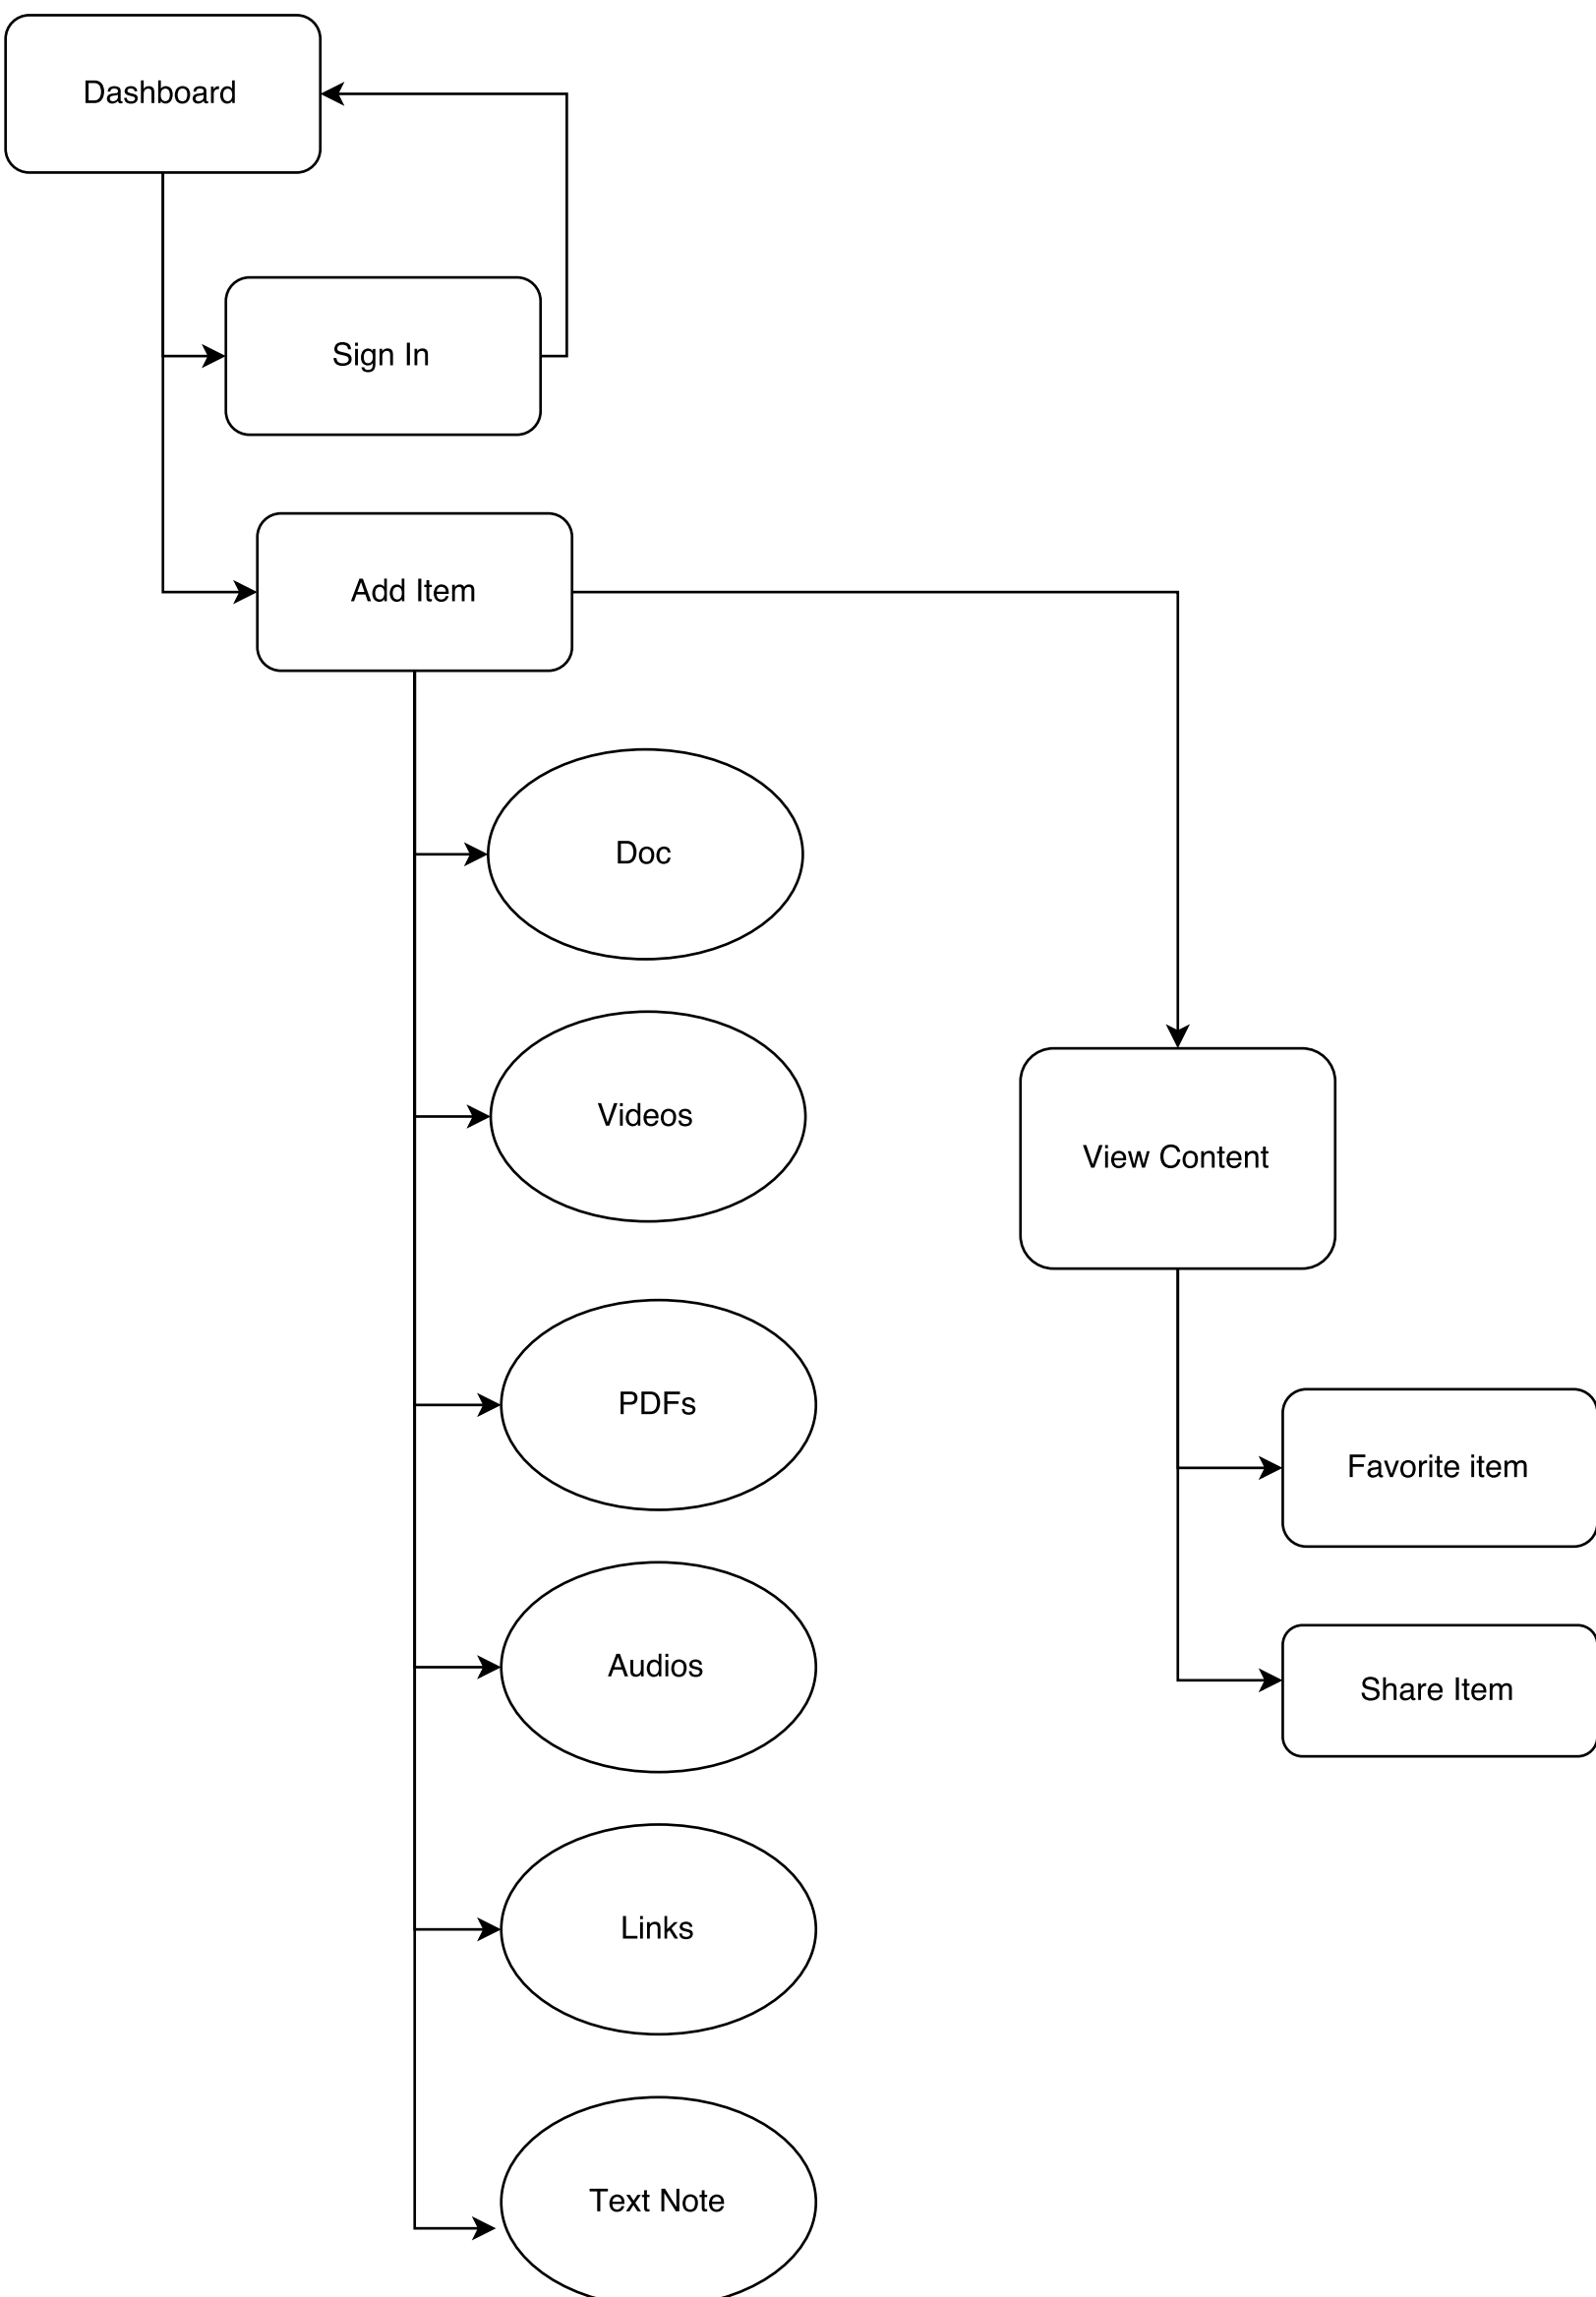 Dashboard
Sign In
Add Item
Doc
Videos
View Content
PDFs
Favorite item
Audios
Share Item
Links
Text Note